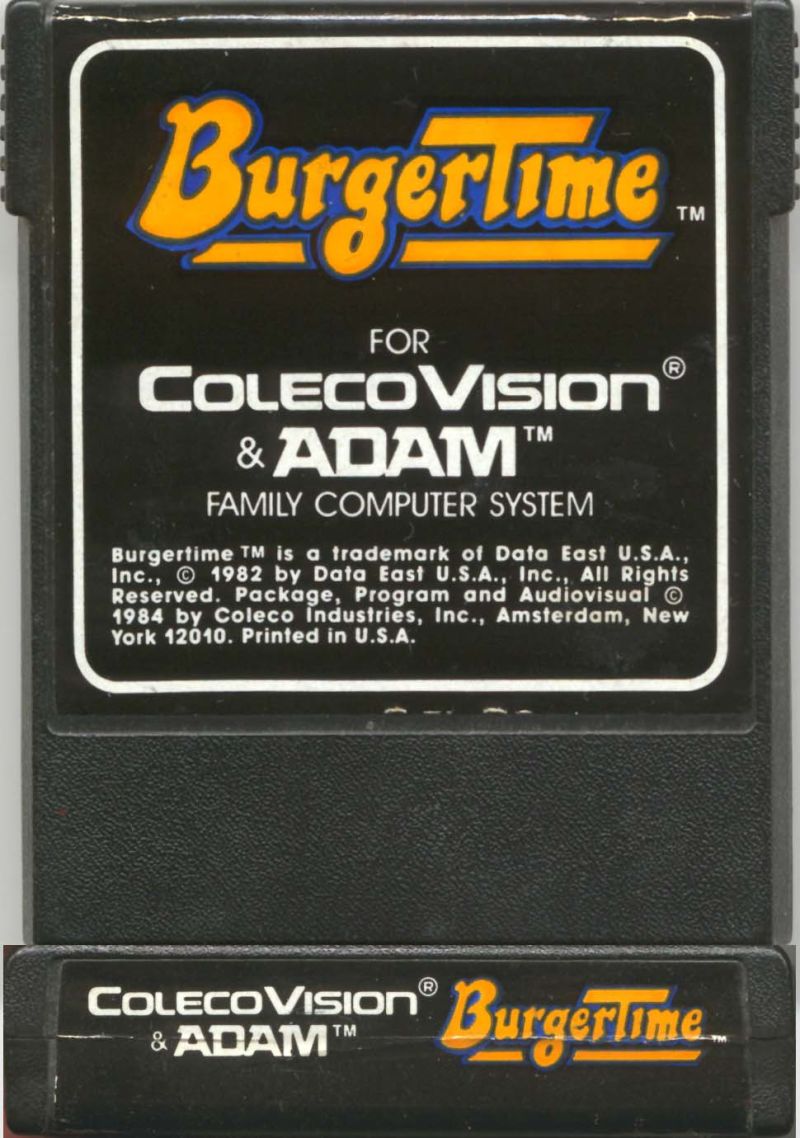 BurgerTime ™
FOR
ColecoVision®
& ADAM™
FAMILY COMPUTER SYSTEM
Burgertime™ is a trademark of Data East U.S.A.,
Inc., © 1982 by Data East U.S.A., Inc., All Rights
Reserved. Package, Program and Audiovisual ©
1984 by Coleco Industries, Inc., Amsterdam, New
York 12010. Printed in U.S.A.
ColecoVision® BurgerTime ™
& ADAM™